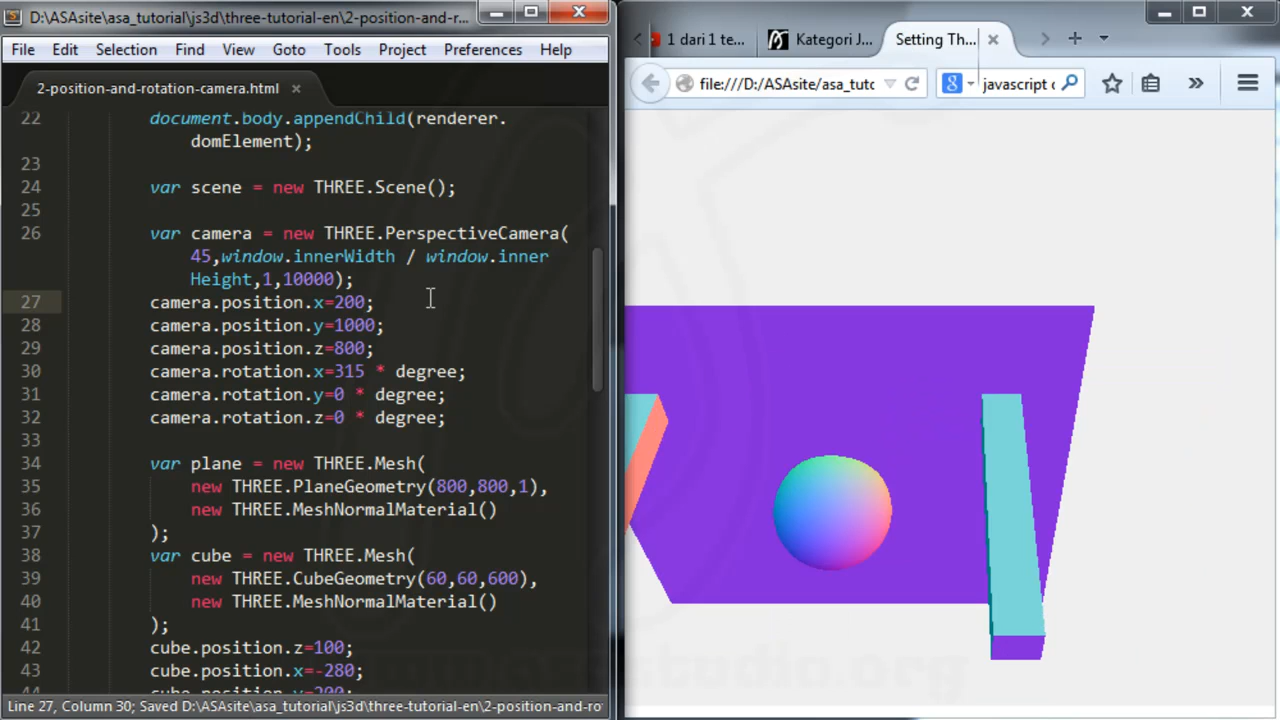 D:\ASAsite\asa_tutorial\js3d\three-tutorial-en\2-position-and-r...
File Edit Selection Find View Goto Tools Project Preferences Help
2-position-and-rotation-camera.html
22 document.body.appendChild(renderer.
domElement);
23
24 var scene = new THREE.Scene();
25
26 var camera = new THREE.PerspectiveCamera(
45,window.innerWidth / window.inner
Height,1,10000);
27 camera.position.x=200;
28 camera.position.y=1000;
29 camera.position.z=800;
30 camera.rotation.x=315 * degree;
31 camera.rotation.y=0 * degree;
32 camera.rotation.z=0 * degree;
33
34 var plane = new THREE.Mesh(
35 new THREE.PlaneGeometry(800,800,1),
36 new THREE.MeshNormalMaterial()
37 );
38 var cube = new THREE.Mesh(
39 new THREE.CubeGeometry(60,60,600),
40 new THREE.MeshNormalMaterial()
41 );
42 cube.position.z=100;
43 cube.position.x=-280;
44 cube.position.y=200;
Line 27, Column 30; Saved D:\ASAsite\asa_tutorial\js3d\three-tutorial-en\2-position-and-ro
1 dari 1 te...
Kategori J...
Setting Th...
file:///D:/ASAsite/asa_tutc
8
javascript c